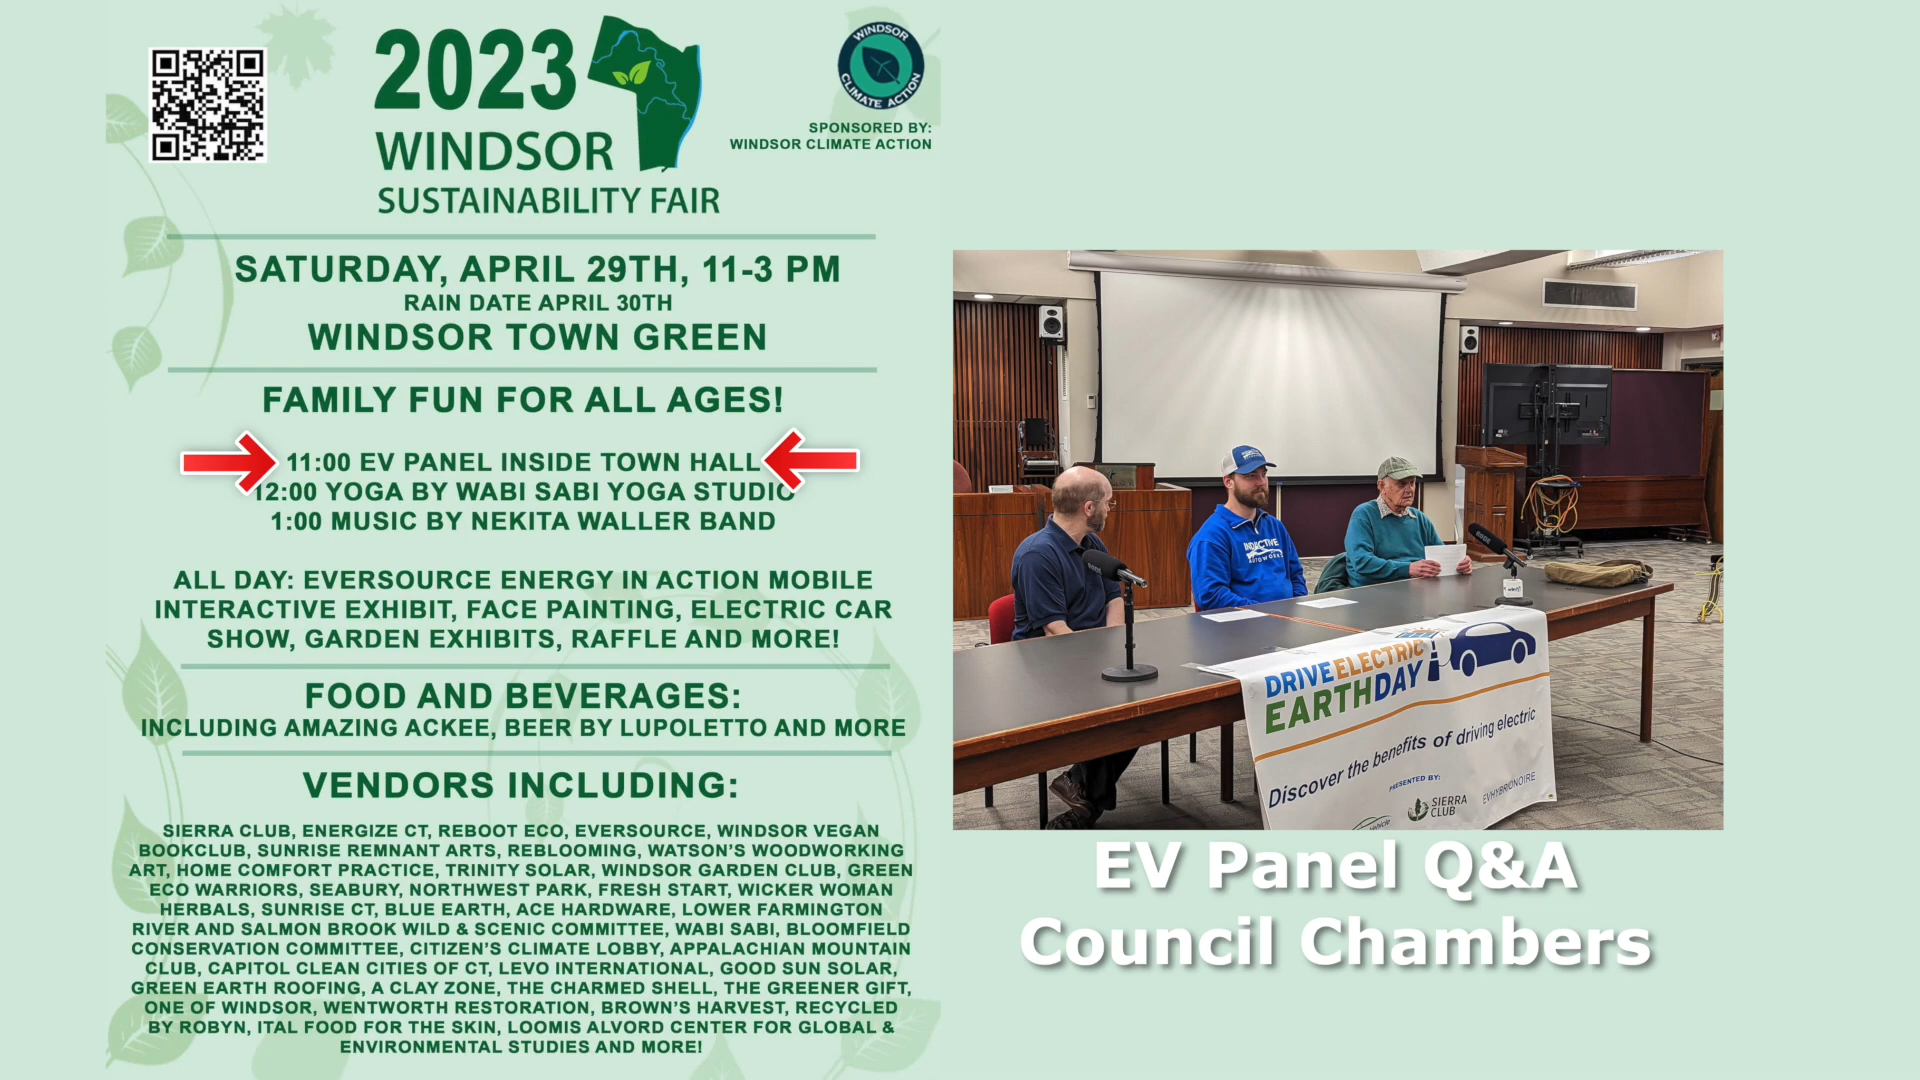 2023
WINDSOR
SUSTAINABILITY FAIR
WINDSOR
CLIMATE ACTION
SPONSORED BY:
WINDSOR CLIMATE ACTION
SATURDAY, APRIL 29TH, 11-3 PM
RAIN DATE APRIL 30TH
WINDSOR TOWN GREEN
FAMILY FUN FOR ALL AGES!
11:00 EV PANEL INSIDE TOWN HALL
12:00 YOGA BY WABI SABI YOGA STUDIO
1:00 MUSIC BY NEKITA WALLER BAND
ALL DAY: EVERSOURCE ENERGY IN ACTION MOBILE
INTERACTIVE EXHIBIT, FACE PAINTING, ELECTRIC CAR
SHOW, GARDEN EXHIBITS, RAFFLE AND MORE!
FOOD AND BEVERAGES:
INCLUDING AMAZING ACKEE, BEER BY LUPOLETTO AND MORE
VENDORS INCLUDING:
SIERRA CLUB, ENERGIZE CT, REBOOT ECO, EVERSOURCE, WINDSOR VEGAN
BOOKCLUB, SUNRISE REMNANT ARTS, REBLOOMING, WATSON'S WOODWORKING
ART, HOME COMFORT PRACTICE, TRINITY SOLAR, WINDSOR GARDEN CLUB, GREEN
ECO WARRIORS, SEABURY, NORTHWEST PARK, FRESH START, WICKER WOMAN
HERBALS, SUNRISE CT, BLUE EARTH, ACE HARDWARE, LOWER FARMINGTON
RIVER AND SALMON BROOK WILD & SCENIC COMMITTEE, WABI SABI, BLOOMFIELD
CONSERVATION COMMITTEE, CITIZEN'S CLIMATE LOBBY, APPALACHIAN MOUNTAIN
CLUB, CAPITOL CLEAN CITIES OF CT, LEVO INTERNATIONAL, GOOD SUN SOLAR,
GREEN EARTH ROOFING, A CLAY ZONE, THE CHARMED SHELL, THE GREENER GIFT,
ONE OF WINDSOR, WENTWORTH RESTORATION, BROWN'S HARVEST, RECYCLED
BY ROBYN, ITAL FOOD FOR THE SKIN, LOOMIS ALVORD CENTER FOR GLOBAL &
ENVIRONMENTAL STUDIES AND MORE!
RODE
RODE
DRIVE ELECTRIC
EARTHDAY
Discover the benefits of driving electric
PRESENTED BY:
SIERRA
CLUB
EVHYBRIDNOIRE
EV Panel Q&A
Council Chambers